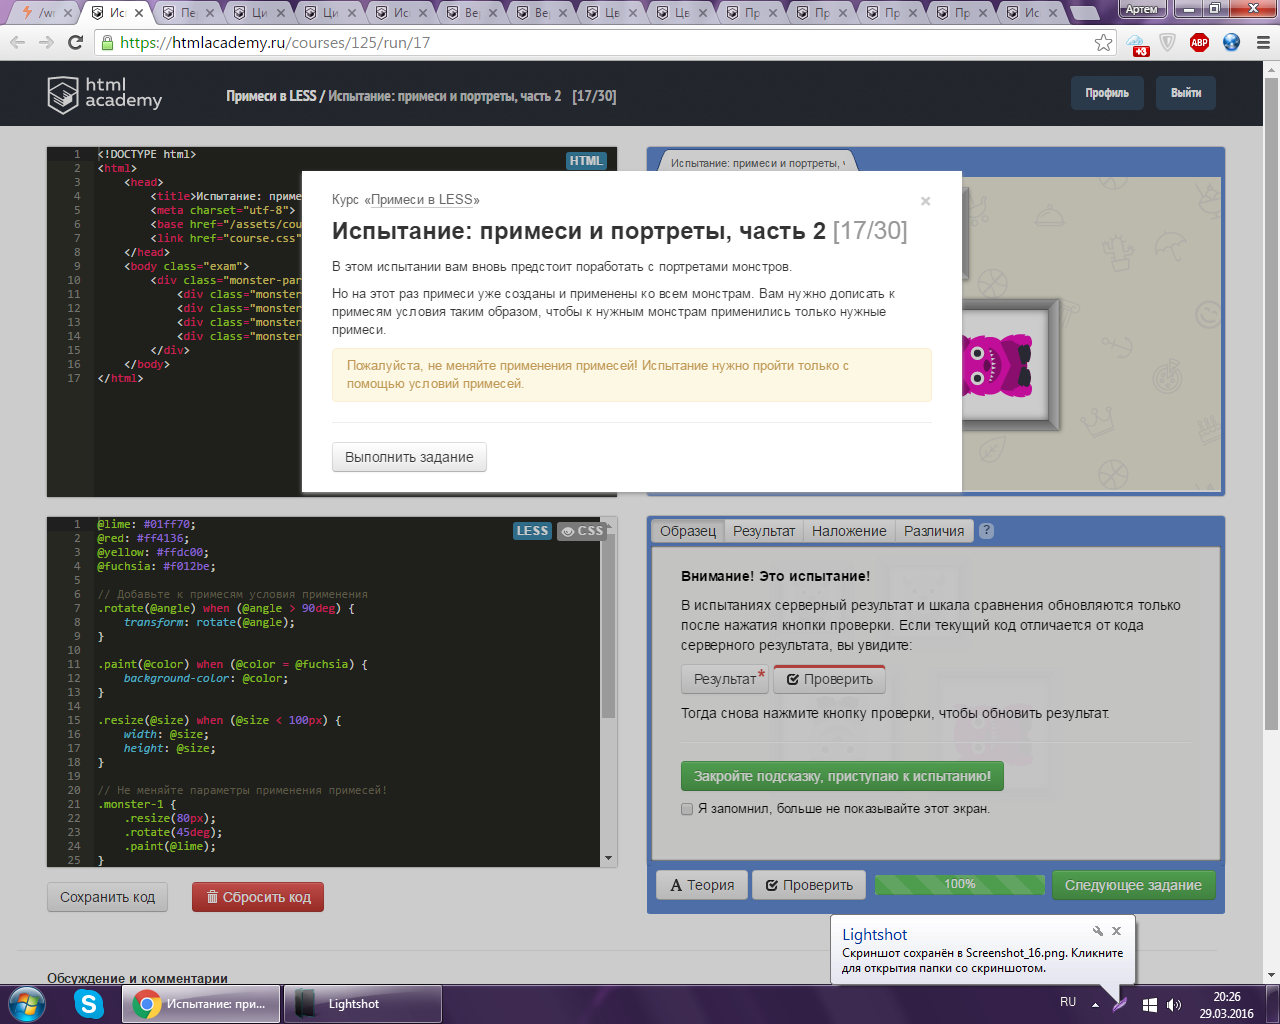 /wr
Ис
Пе
Ци
Ци
Ис
Ве
Ве
Цв
Цв
Пр
Пр
Пр
Пр
Ис
Артем
https://htmlacademy.ru/courses/125/run/17
+3
ABP
html
academy
Примеси в LESS / Испытание: примеси и портреты, часть 2 [17/30]
Профиль
Выйти
HTML
1 <!DOCTYPE html>
2 <html>
3 <head>
4 <title>Испытание: приме
5 <meta charset="utf-8">
6 <base href="/assets/cou
7 <link href="course.css"
8 </head>
9 <body class="exam">
10 <div class="monster-par
11 <div class="monster
12 <div class="monster
13 <div class="monster
14 <div class="monster
15 </div>
16 </body>
17 </html>
Испытание: примеси и портреты, ч
Курс «Примеси в LESS»
×
Испытание: примеси и портреты, часть 2 [17/30]
В этом испытании вам вновь предстоит поработать с портретами монстров.
Но на этот раз примеси уже созданы и применены ко всем монстрам. Вам нужно дописать к
примесям условия таким образом, чтобы к нужным монстрам применились только нужные
примеси.
Пожалуйста, не меняйте применения примесей! Испытание нужно пройти только с
помощью условий примесей.
Выполнить задание
LESS
CSS
1 @lime: #01ff70;
2 @red: #ff4136;
3 @yellow: #ffdc00;
4 @fuchsia: #f012be;
5
6 // Добавьте к примесям условия применения
7 .rotate(@angle) when (@angle > 90deg) {
8 transform: rotate(@angle);
9 }
10
11 .paint(@color) when (@color = @fuchsia) {
12 background-color: @color;
13 }
14
15 .resize(@size) when (@size < 100px) {
16 width: @size;
17 height: @size;
18 }
19
20 // Не меняйте параметры применения примесей!
21 .monster-1 {
22 .resize(80px);
23 .rotate(45deg);
24 .paint(@lime);
25 }
Сохранить код
Сбросить код
Образец
Результат
Наложение
Различия
?
Внимание! Это испытание!
В испытаниях серверный результат и шкала сравнения обновляются только
после нажатия кнопки проверки. Если текущий код отличается от кода
серверного результата, вы увидите:
Результат*
Проверить
Тогда снова нажмите кнопку проверки, чтобы обновить результат.
Закройте подсказку, приступаю к испытанию!
Я запомнил, больше не показывайте этот экран.
A Теория
Проверить
100%
Следующее задание
Обсуждение и комментарии
Lightshot
Скриншот сохранён в Screenshot_16.png. Кликните
для открытия папки со скриншотом.
Испытание: при...
Lightshot
RU
20:26
29.03.2016